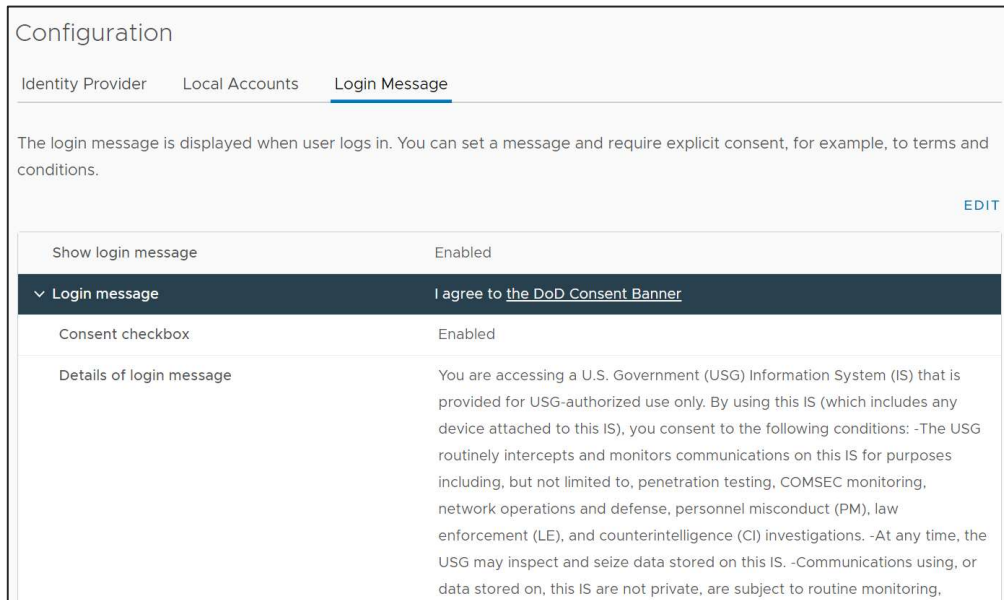 Configuration
Identity Provider Local Accounts Login Message
The login message is displayed when user logs in. You can set a message and require explicit consent, for example, to terms and
conditions.
EDIT
Show login message Enabled
Login message I agree to the DoD Consent Banner
Consent checkbox Enabled
Details of login message You are accessing a U.S. Government (USG) Information System (IS) that is
provided for USG-authorized use only. By using this IS (which includes any
device attached to this IS), you consent to the following conditions: -The USG
routinely intercepts and monitors communications on this IS for purposes
including, but not limited to, penetration testing, COMSEC monitoring,
network operations and defense, personnel misconduct (PM), law
enforcement (LE), and counterintelligence (CI) investigations. -At any time, the
USG may inspect and seize data stored on this IS. -Communications using, or
data stored on, this IS are not private, are subject to routine monitoring,